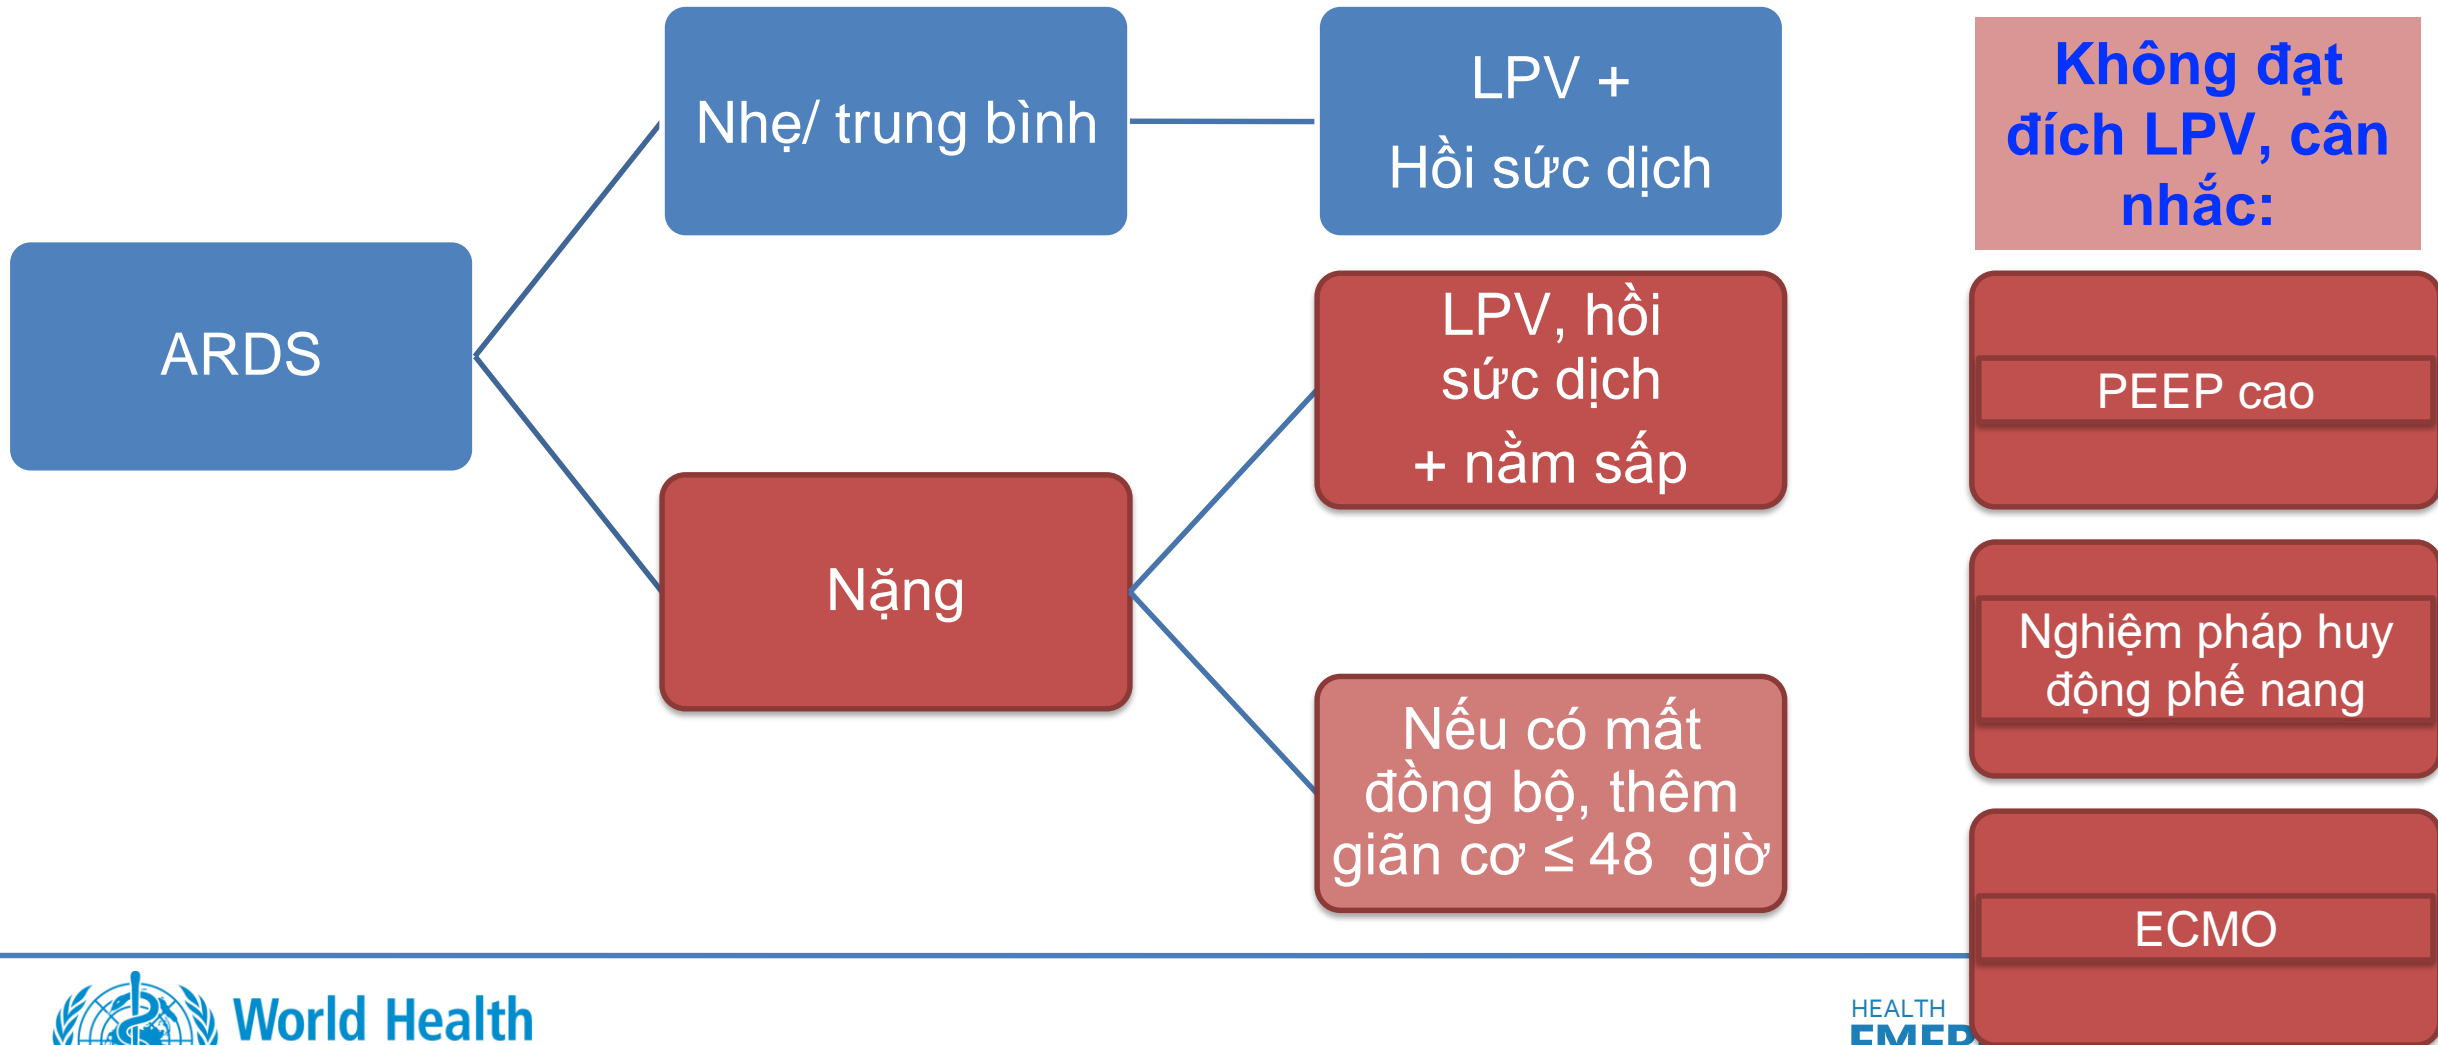 ARDS
Nhẹ/ trung bình
LPV +
Hồi sức dịch
Nặng
LPV, hồi
sức dịch
+ nằm sấp
Nếu có mất
đồng bộ, thêm
giãn cơ ≤ 48 giờ
Không đạt
đích LPV, cân
nhắc:
PEEP cao
Nghiệm pháp huy
động phế nang
ECMO
World Health
HEALTH